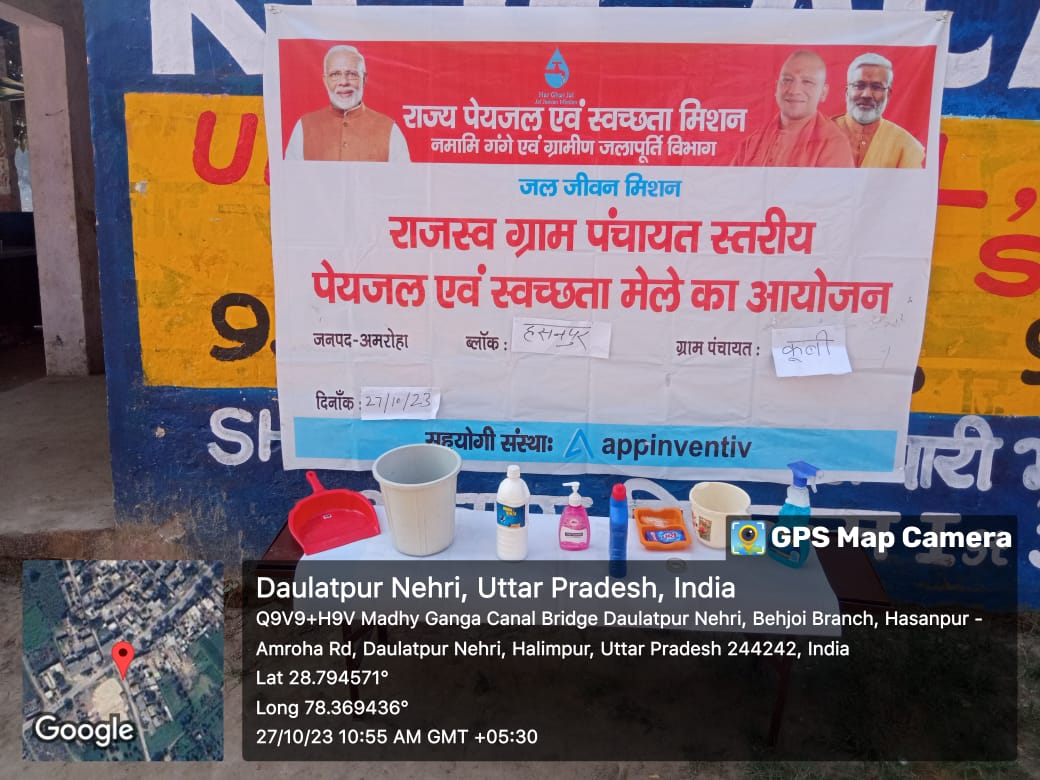 Har Ghar Jal
Jal Jeevan Mission
राज्य पेयजल एवं स्वच्छता मिशन
नमामि गंगे एवं ग्रामीण जलापूर्ति विभाग
जल जीवन मिशन
राजस्व ग्राम पंचायत स्तरीय
पेयजल एवं स्वच्छता मेले का आयोजन
जनपद-अमरोहा ब्लॉक : हसनपुर ग्राम पंचायत : कूबी
दिनाँक : 27/10/23
सहयोगी संस्थाः appinventiv
SH
GPS Map Camera
Daulatpur Nehri, Uttar Pradesh, India
Q9V9+H9V Madhy Ganga Canal Bridge Daulatpur Nehri, Behjoi Branch, Hasanpur -
Amroha Rd, Daulatpur Nehri, Halimpur, Uttar Pradesh 244242, India
Lat 28.794571°
Long 78.369436°
27/10/23 10:55 AM GMT +05:30
Google